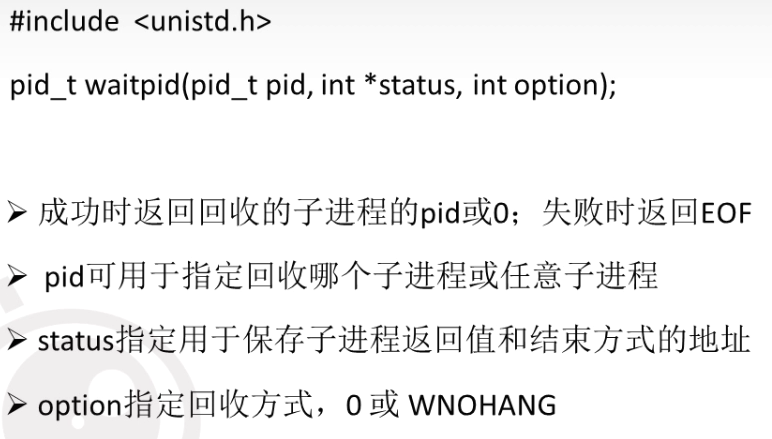 #include <unistd.h>
pid_t waitpid(pid_t pid, int *status, int option);
➢ 成功时返回回收的子进程的pid或0；失败时返回EOF
➢ pid可用于指定回收哪个子进程或任意子进程
➢ status指定用于保存子进程返回值和结束方式的地址
➢ option指定回收方式，0 或 WNOHANG